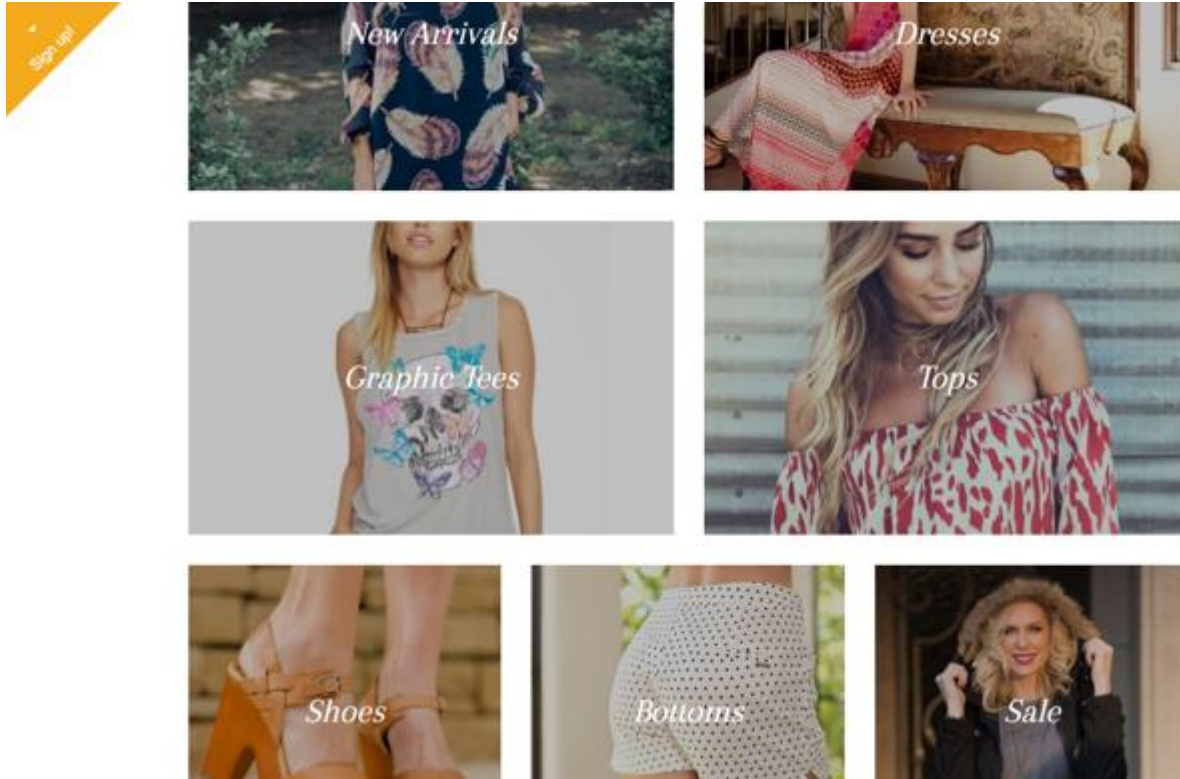 Sign up!
New Arrivals
Dresses
Graphic Tees
Tops
Shoes
Bottoms
Sale